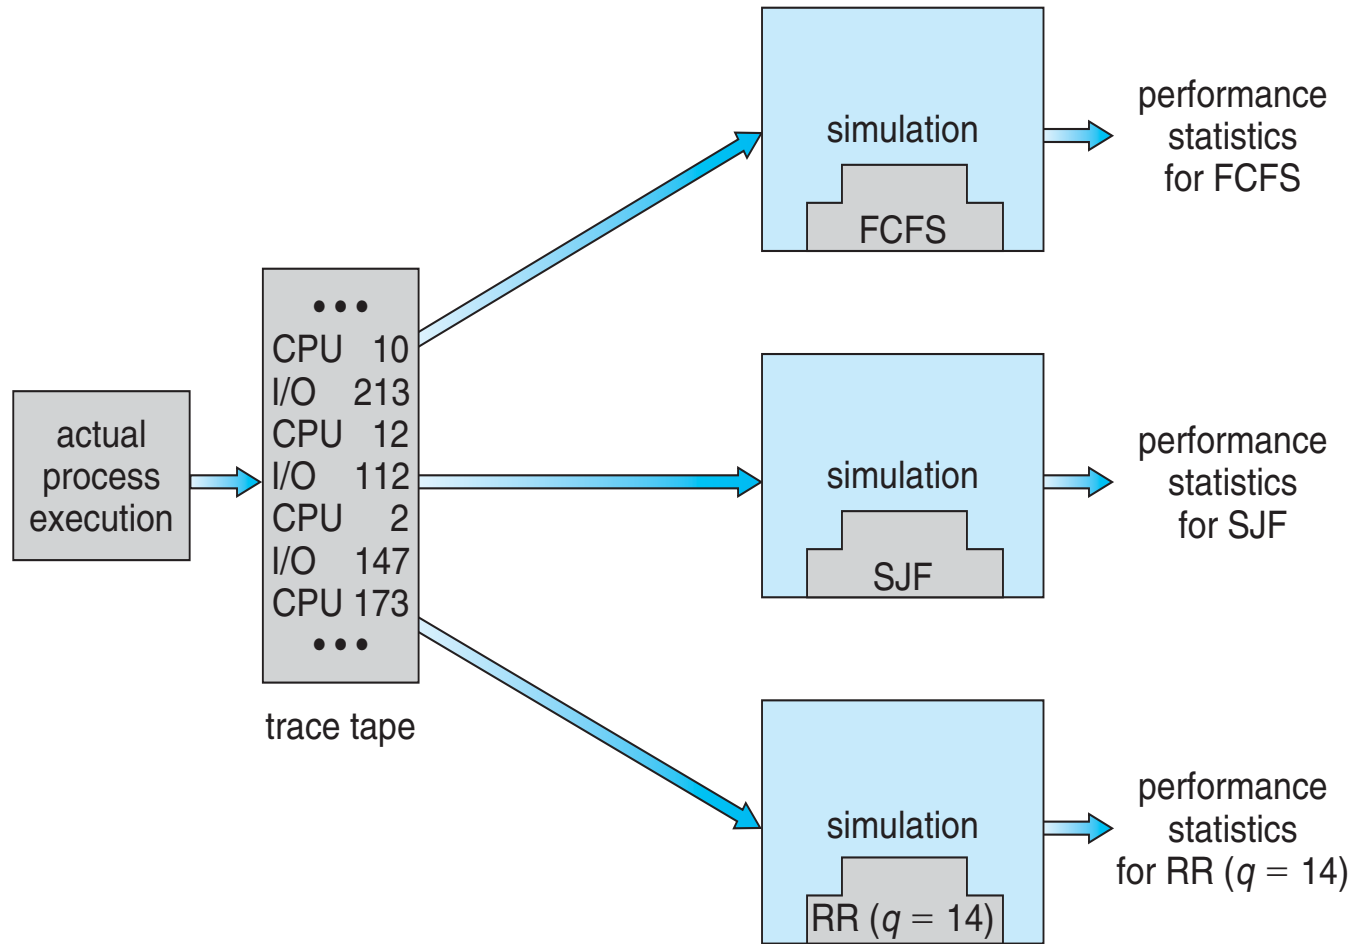 actual
process
execution
• • •
CPU 10
I/O 213
CPU 12
I/O 112
CPU 2
I/O 147
CPU 173
• • •
trace tape
simulation
FCFS
performance
statistics
for FCFS
simulation
SJF
performance
statistics
for SJF
simulation
RR (q = 14)
performance
statistics
for RR (q = 14)